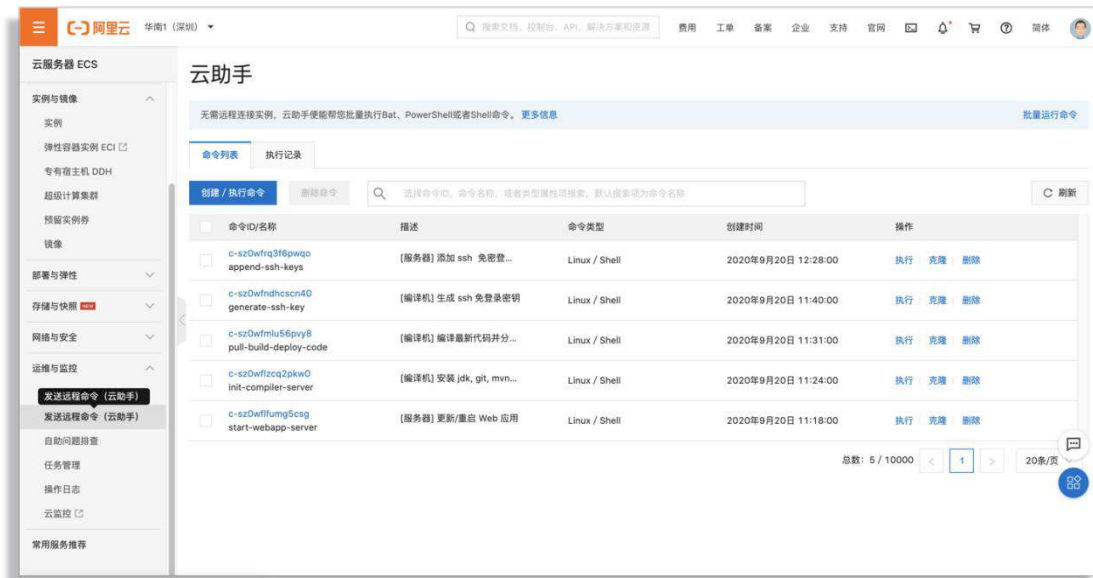 阿里云
华南1（深圳）
搜索文档、控制台、API、解决方案和资源
费用 工单 备案 企业 支持 官网 简体
云服务器 ECS
实例与镜像
实例
弹性容器实例 ECI
专有宿主机 DDH
超级计算集群
预留实例券
镜像
部署与弹性
存储与快照 NEW
网络与安全
运维与监控
发送远程命令（云助手）
发送远程命令（云助手）
自助问题排查
任务管理
操作日志
云监控
常用服务推荐
云助手
无需远程连接实例，云助手便能帮您批量执行Bat、PowerShell或者Shell命令。 更多信息 批量运行命令
命令列表 执行记录
创建 / 执行命令 删除命令 选择命令ID、命令名称、或者类型属性项搜索，默认搜索项为命令名称 刷新
命令ID/名称 描述 命令类型 创建时间 操作
c-sz0wfrq3f6pwqo
append-ssh-keys [服务器] 添加 ssh 免密登... Linux / Shell 2020年9月20日 12:28:00 执行 克隆 删除
c-sz0wfndhcscn40
generate-ssh-key [编译机] 生成 ssh 免登录密钥 Linux / Shell 2020年9月20日 11:40:00 执行 克隆 删除
c-sz0wfmlu56pvy8
pull-build-deploy-code [编译机] 编译最新代码并分... Linux / Shell 2020年9月20日 11:31:00 执行 克隆 删除
c-sz0wflzcq2pkw0
init-compiler-server [编译机] 安装 jdk, git, mvn... Linux / Shell 2020年9月20日 11:24:00 执行 克隆 删除
c-sz0wflfumg5csg
start-webapp-server [服务器] 更新/重启 Web 应用 Linux / Shell 2020年9月20日 11:18:00 执行 克隆 删除
总数：5 / 10000 < 1 > 20条/页